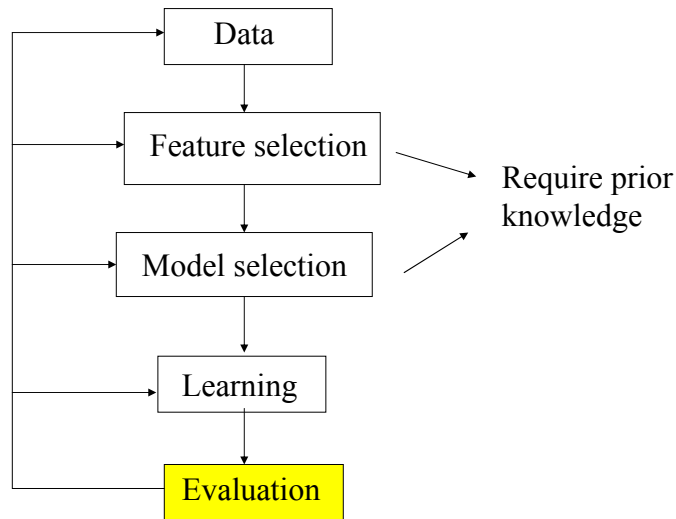 Data
Feature selection
Require prior
knowledge
Model selection
Learning
Evaluation